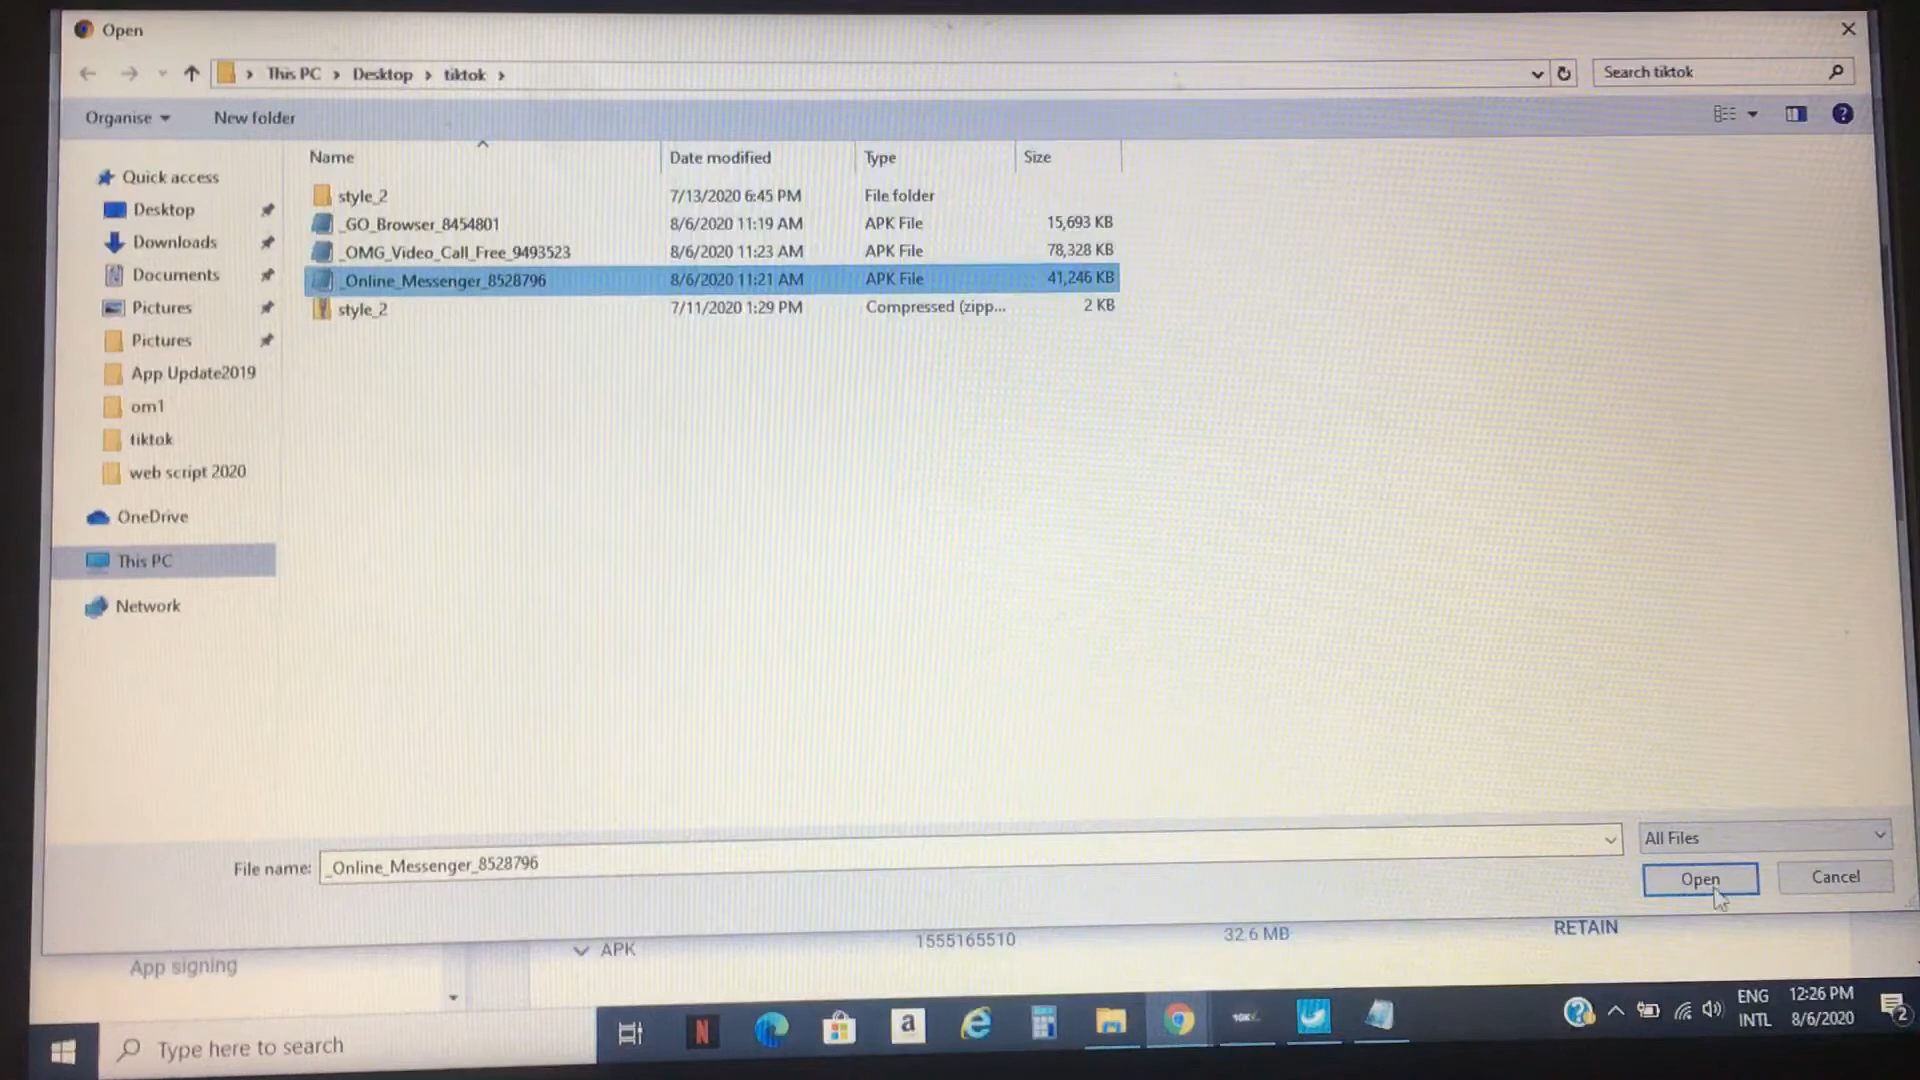 Open
This PC > Desktop > tiktok >
Search tiktok
Organise
New folder
Name
Date modified
Type
Size
style_2 7/13/2020 6:45 PM File folder
_GO_Browser_8454801 8/6/2020 11:19 AM APK File 15,693 KB
_OMG_Video_Call_Free_9493523 8/6/2020 11:23 AM APK File 78,328 KB
_Online_Messenger_8528796 8/6/2020 11:21 AM APK File 41,246 KB
style_2 7/11/2020 1:29 PM Compressed (zipp... 2 KB
Quick access
Desktop
Downloads
Documents
Pictures
Pictures
App Update2019
om1
tiktok
web script 2020
OneDrive
This PC
Network
File name: _Online_Messenger_8528796
All Files
Open
Cancel
App signing
APK 1555165510 32.6 MB RETAIN
Type here to search
N
a
10K
ENG
INTL
12:26 PM
8/6/2020
2